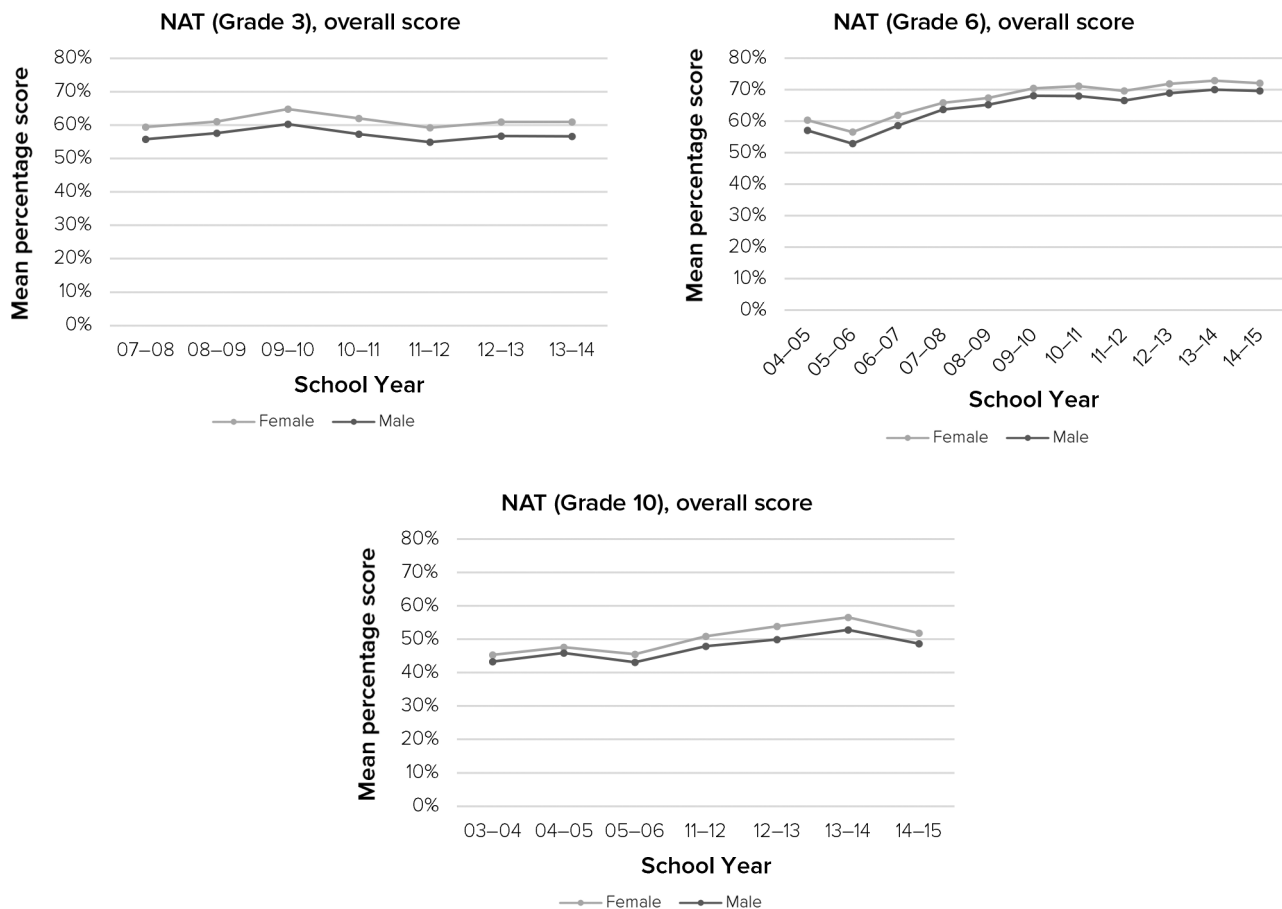 NAT (Grade 3), overall score
Mean percentage score
80%
70%
60%
50%
40%
30%
20%
10%
0%
07–08 08–09 09–10 10–11 11–12 12–13 13–14
School Year
Female Male
NAT (Grade 6), overall score
Mean percentage score
80%
70%
60%
50%
40%
30%
20%
10%
0%
04–05 05–06 06–07 07–08 08–09 09–10 10–11 11–12 12–13 13–14 14–15
School Year
Female Male
NAT (Grade 10), overall score
Mean percentage score
80%
70%
60%
50%
40%
30%
20%
10%
0%
03–04 04–05 05–06 11–12 12–13 13–14 14–15
School Year
Female Male